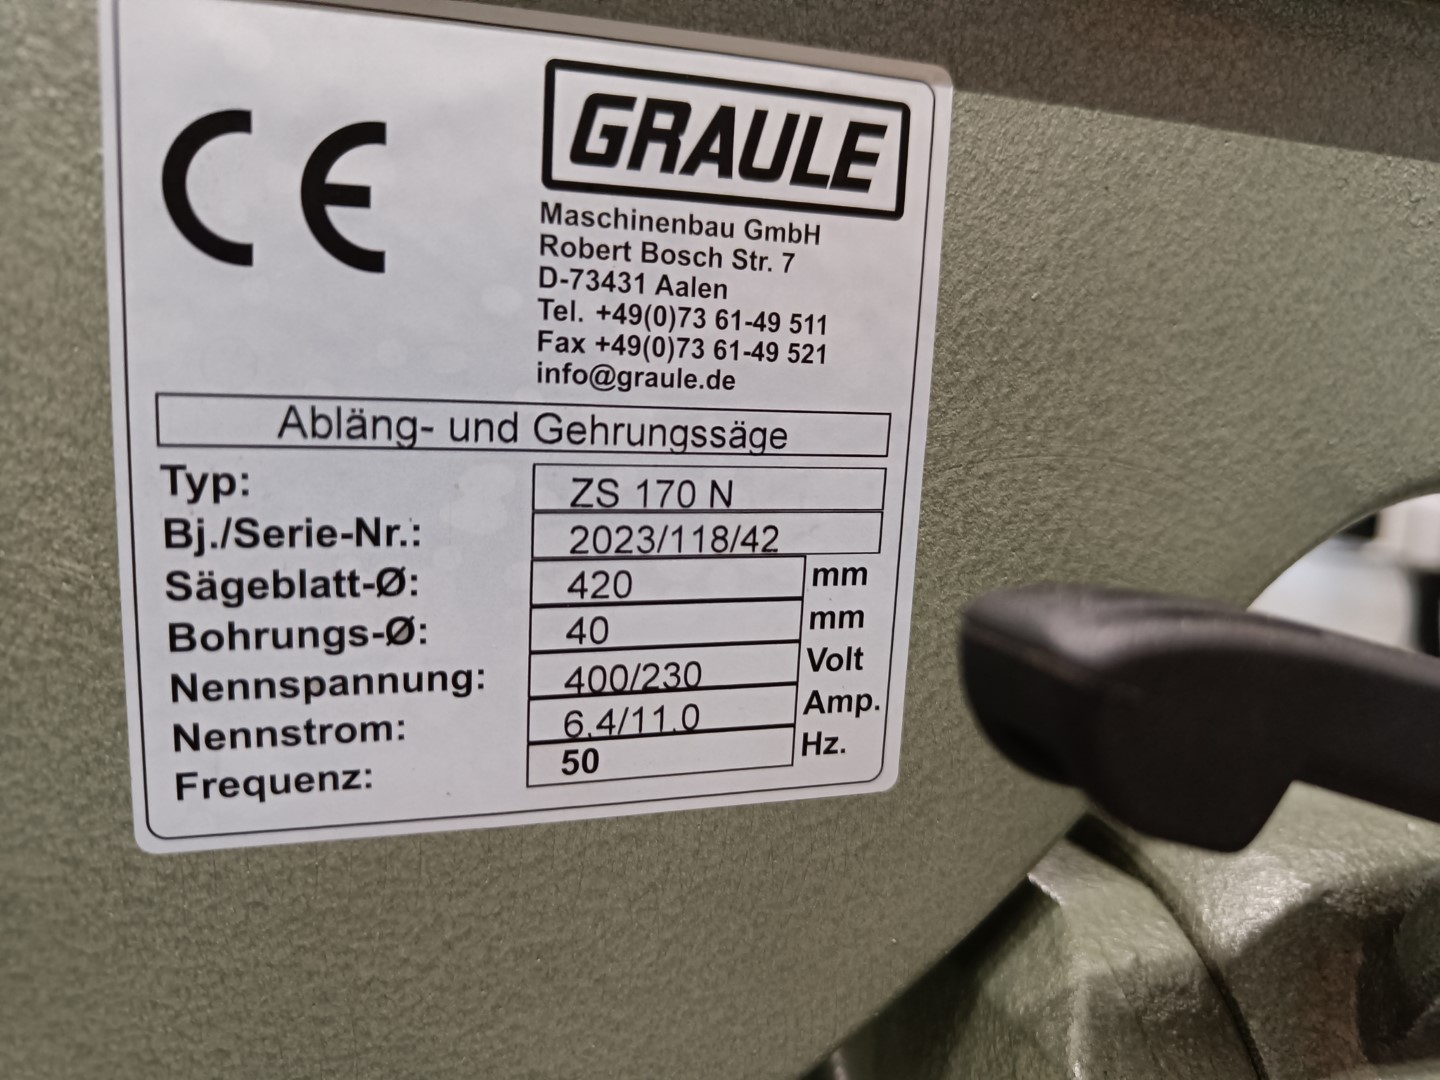 CE
GRAULE
Maschinenbau GmbH
Robert Bosch Str. 7
D-73431 Aalen
Tel. +49(0)73 61-49 511
Fax +49(0)73 61-49 521
info@graule.de
Abläng- und Gehrungssäge
Typ: ZS 170 N
Bj./Serie-Nr.: 2023/118/42
Sägeblatt-Ø: 420 mm
Bohrungs-Ø: 40 mm
Nennspannung: 400/230 Volt
Nennstrom: 6.4/11.0 Amp.
Frequenz: 50 Hz.